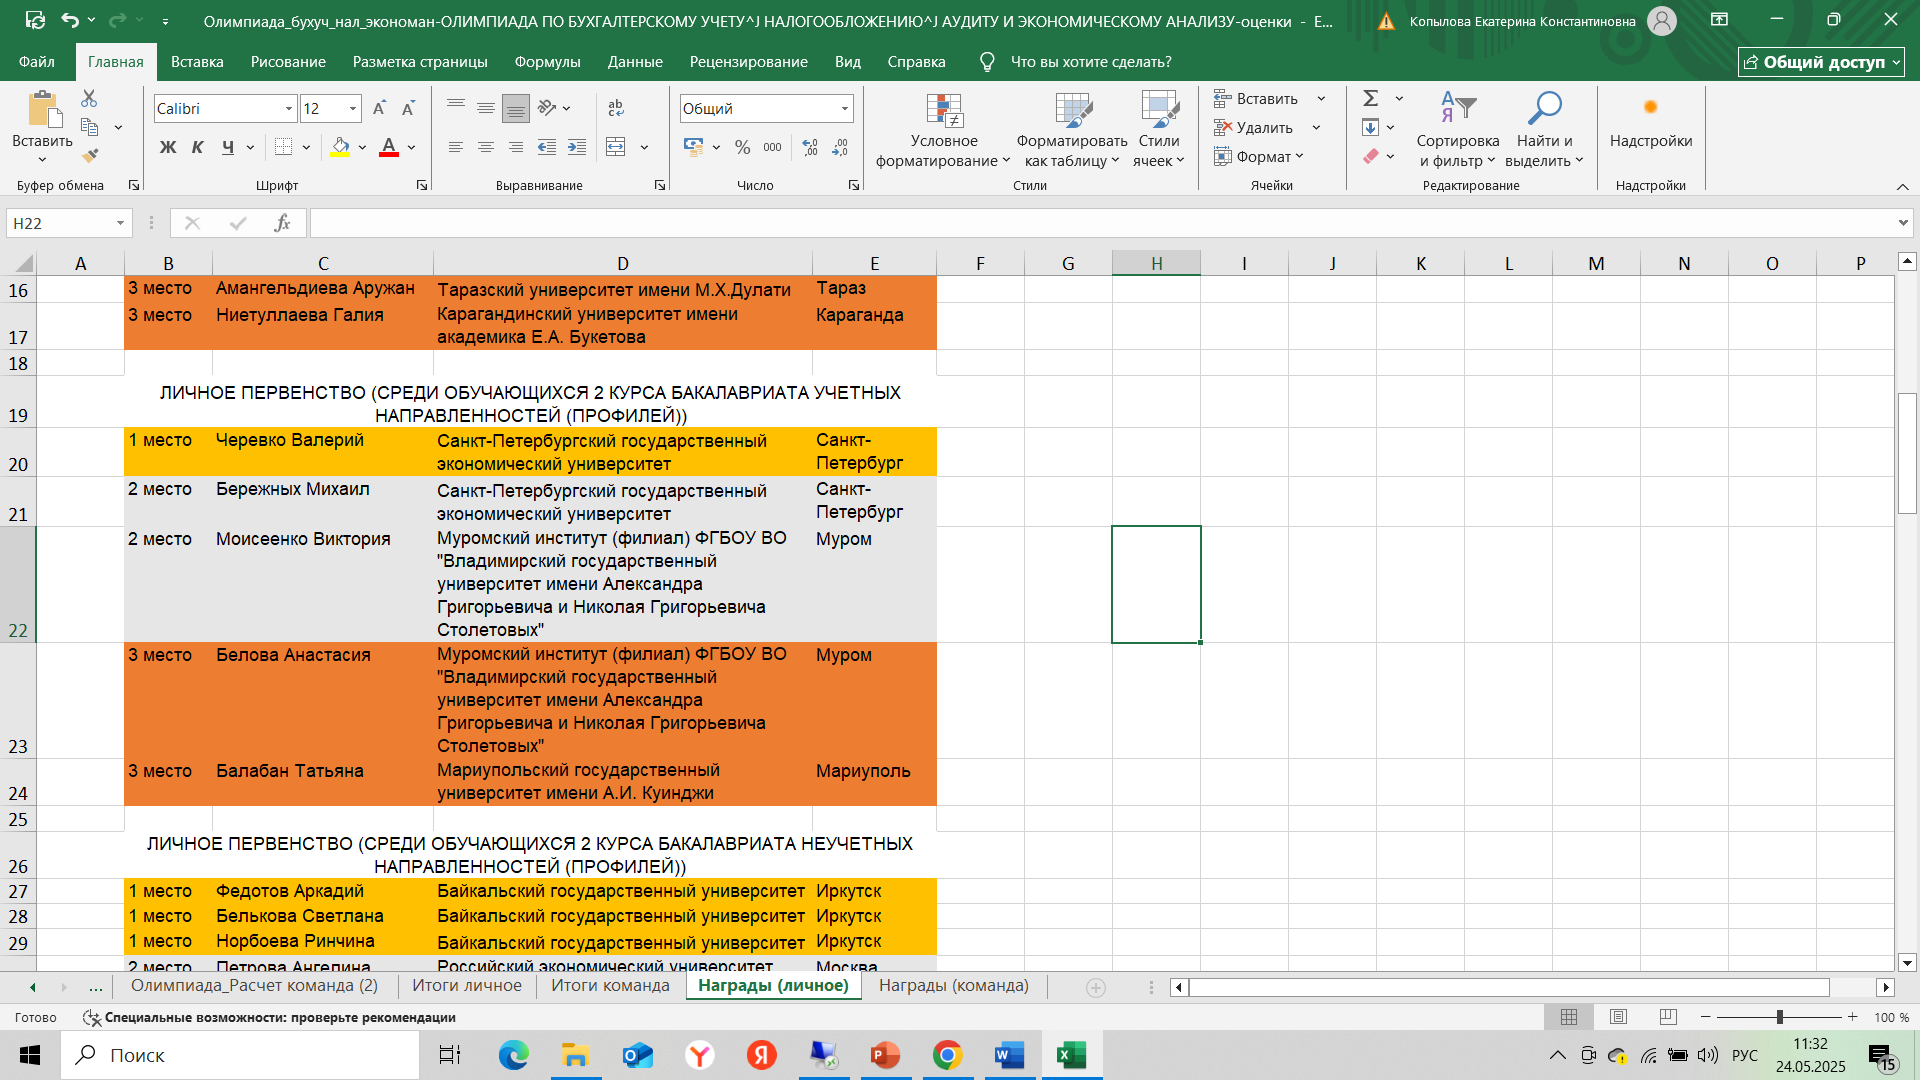 Олимпиада_бухуч_нал_экономан-ОЛИМПИАДА ПО БУХГАЛТЕРСКОМУ УЧЕТУ^J НАЛОГООБЛОЖЕНИЮ^J АУДИТУ И ЭКОНОМИЧЕСКОМУ АНАЛИЗУ-оценки - E...
Копылова Екатерина Константиновна
Файл Главная Вставка Рисование Разметка страницы Формулы Данные Рецензирование Вид Справка Что вы хотите сделать? Общий доступ
Calibri 12 Общий
Вставить
Ж К Ч
Условное форматирование
Форматировать как таблицу
Стили ячеек
Вставить
Удалить
Формат
Сортировка и фильтр
Найти и выделить
Надстройки
Буфер обмена Шрифт Выравнивание Число Стили Ячейки Редактирование Надстройки
H22
A B C D E F G H I J K L M N O P
16 3 место Амангельдиева Аружан Таразский университет имени М.Х.Дулати Тараз
17 3 место Ниетуллаева Галия Карагандинский университет имени академика Е.А. Букетова Караганда
18
19 ЛИЧНОЕ ПЕРВЕНСТВО (СРЕДИ ОБУЧАЮЩИХСЯ 2 КУРСА БАКАЛАВРИАТА УЧЕТНЫХ
НАПРАВЛЕННОСТЕЙ (ПРОФИЛЕЙ))
20 1 место Черевко Валерий Санкт-Петербургский государственный экономический университет Санкт-Петербург
21 2 место Бережных Михаил Санкт-Петербургский государственный экономический университет Санкт-Петербург
22 2 место Моисеенко Виктория Муромский институт (филиал) ФГБОУ ВО "Владимирский государственный университет имени Александра Григорьевича и Николая Григорьевича Столетовых" Муром
23 3 место Белова Анастасия Муромский институт (филиал) ФГБОУ ВО "Владимирский государственный университет имени Александра Григорьевича и Николая Григорьевича Столетовых" Муром
24 3 место Балабан Татьяна Мариупольский государственный университет имени А.И. Куинджи Мариуполь
25
26 ЛИЧНОЕ ПЕРВЕНСТВО (СРЕДИ ОБУЧАЮЩИХСЯ 2 КУРСА БАКАЛАВРИАТА НЕУЧЕТНЫХ
НАПРАВЛЕННОСТЕЙ (ПРОФИЛЕЙ))
27 1 место Федотов Аркадий Байкальский государственный университет Иркутск
28 1 место Белькова Светлана Байкальский государственный университет Иркутск
29 1 место Норбоева Ринчина Байкальский государственный университет Иркутск
2 место Петрова Ангелина Российский экономический университет Москва
... Олимпиада_Расчет команда (2) Итоги личное Итоги команда Награды (личное) Награды (команда)
Готово Специальные возможности: проверьте рекомендации 100 %
Поиск РУС 11:32
24.05.2025 15